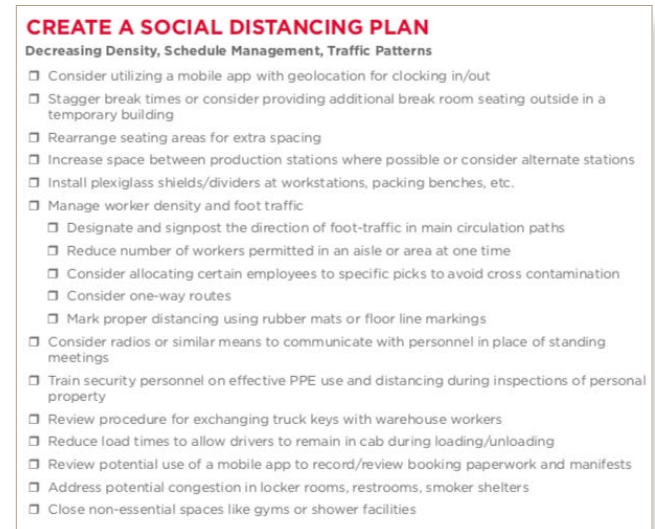 CREATE A SOCIAL DISTANCING PLAN
Decreasing Density, Schedule Management, Traffic Patterns
❒ Consider utilizing a mobile app with geolocation for clocking in/out
❒ Stagger break times or consider providing additional break room seating outside in a
temporary building
❒ Rearrange seating areas for extra spacing
❒ Increase space between production stations where possible or consider alternate stations
❒ Install plexiglass shields/dividers at workstations, packing benches, etc.
❒ Manage worker density and foot traffic
❒ Designate and signpost the direction of foot-traffic in main circulation paths
❒ Reduce number of workers permitted in an aisle or area at one time
❒ Consider allocating certain employees to specific picks to avoid cross contamination
❒ Consider one-way routes
❒ Mark proper distancing using rubber mats or floor line markings
❒ Consider radios or similar means to communicate with personnel in place of standing
meetings
❒ Train security personnel on effective PPE use and distancing during inspections of personal
property
❒ Review procedure for exchanging truck keys with warehouse workers
❒ Reduce load times to allow drivers to remain in cab during loading/unloading
❒ Review potential use of a mobile app to record/review booking paperwork and manifests
❒ Address potential congestion in locker rooms, restrooms, smoker shelters
❒ Close non-essential spaces like gyms or shower facilities